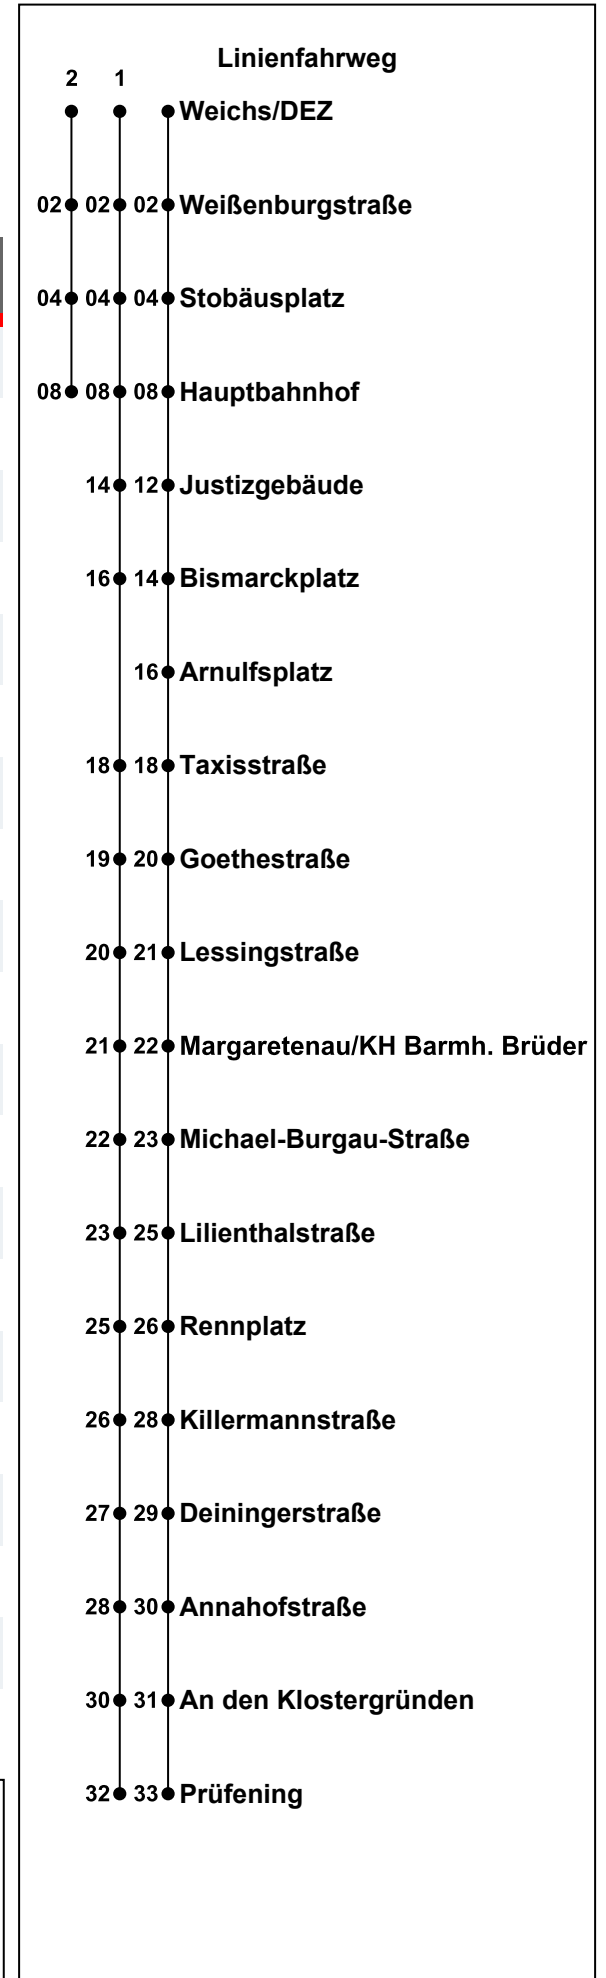 Linienfahrweg
2 1
Weichs/DEZ
02 02 02 Weißenburgstraße
04 04 04 Stobäusplatz
08 08 08 Hauptbahnhof
14 12 Justizgebäude
16 14 Bismarckplatz
16 Arnulfsplatz
18 18 Taxisstraße
19 20 Goethestraße
20 21 Lessingstraße
21 22 Margaretenau/KH Barmh. Brüder
22 23 Michael-Burgau-Straße
23 25 Lilienthalstraße
25 26 Rennplatz
26 28 Killermannstraße
27 29 Deiningerstraße
28 30 Annahofstraße
30 31 An den Klostergründen
32 33 Prüfening